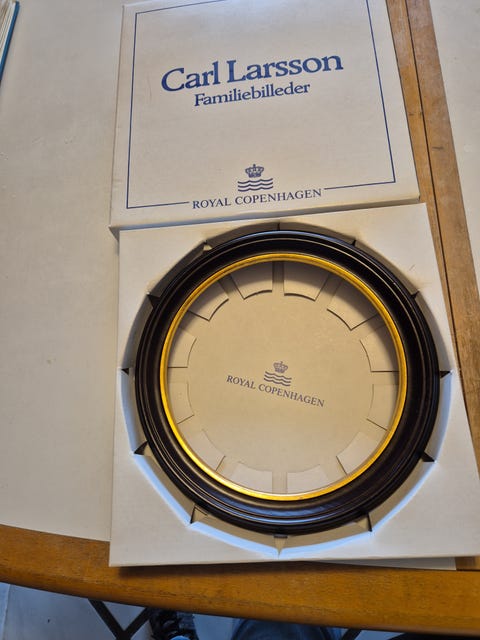 Carl Larsson
Familiebilleder
ROYAL COPENHAGEN
ROYAL COPENHAGEN